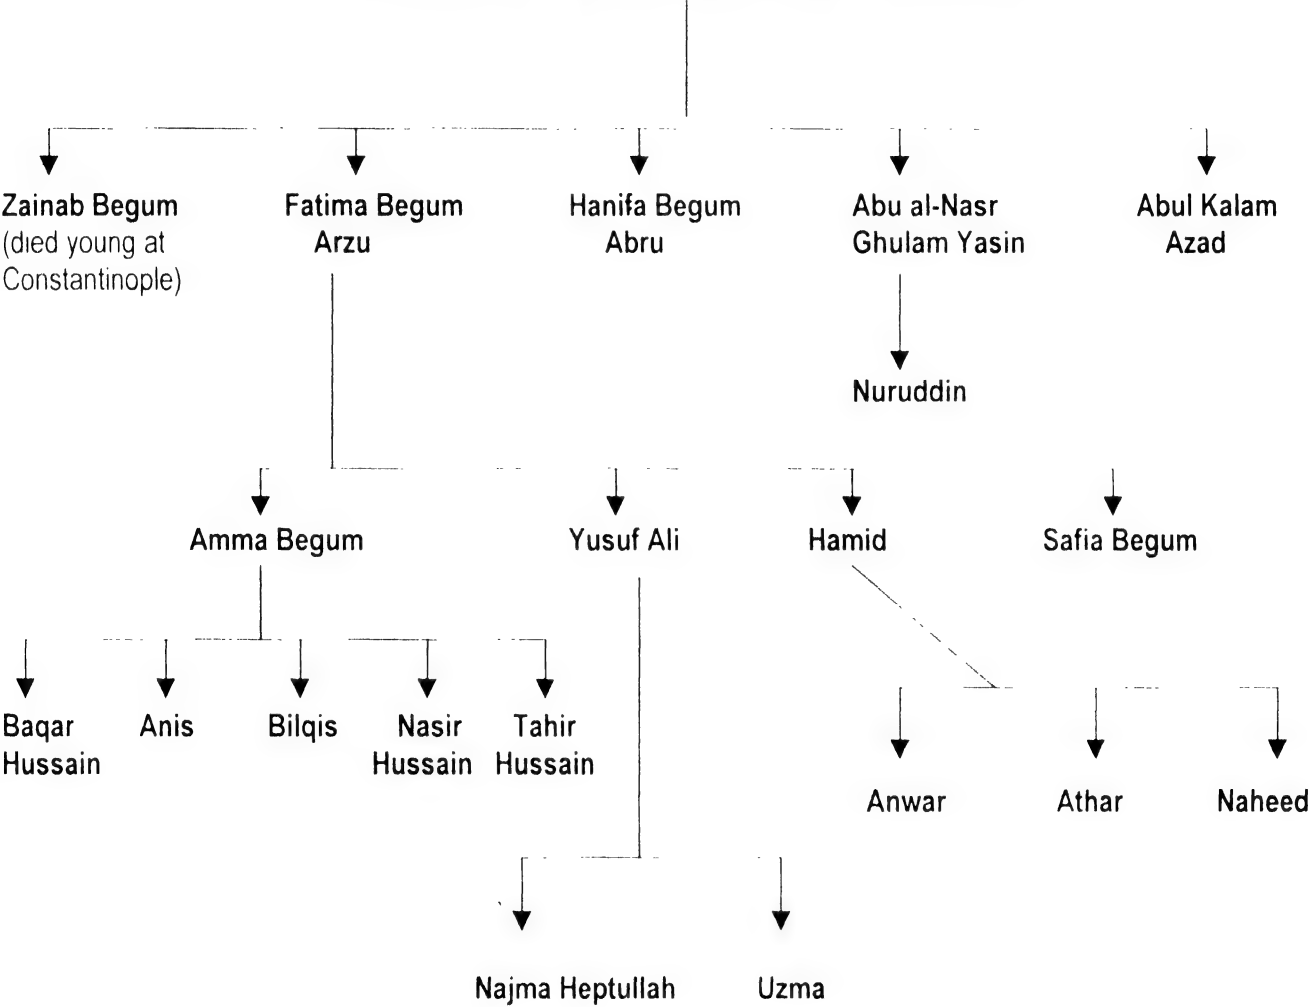 Zainab Begum
(died young at
Constantinople)
Fatima Begum
Arzu
Hanifa Begum
Abru
Abu al-Nasr
Ghulam Yasin
Abul Kalam
Azad
Nuruddin
Amma Begum
Yusuf Ali
Hamid
Safia Begum
Baqar
Hussain
Anis
Bilqis
Nasir
Hussain
Tahir
Hussain
Anwar
Athar
Naheed
Najma Heptullah
Uzma